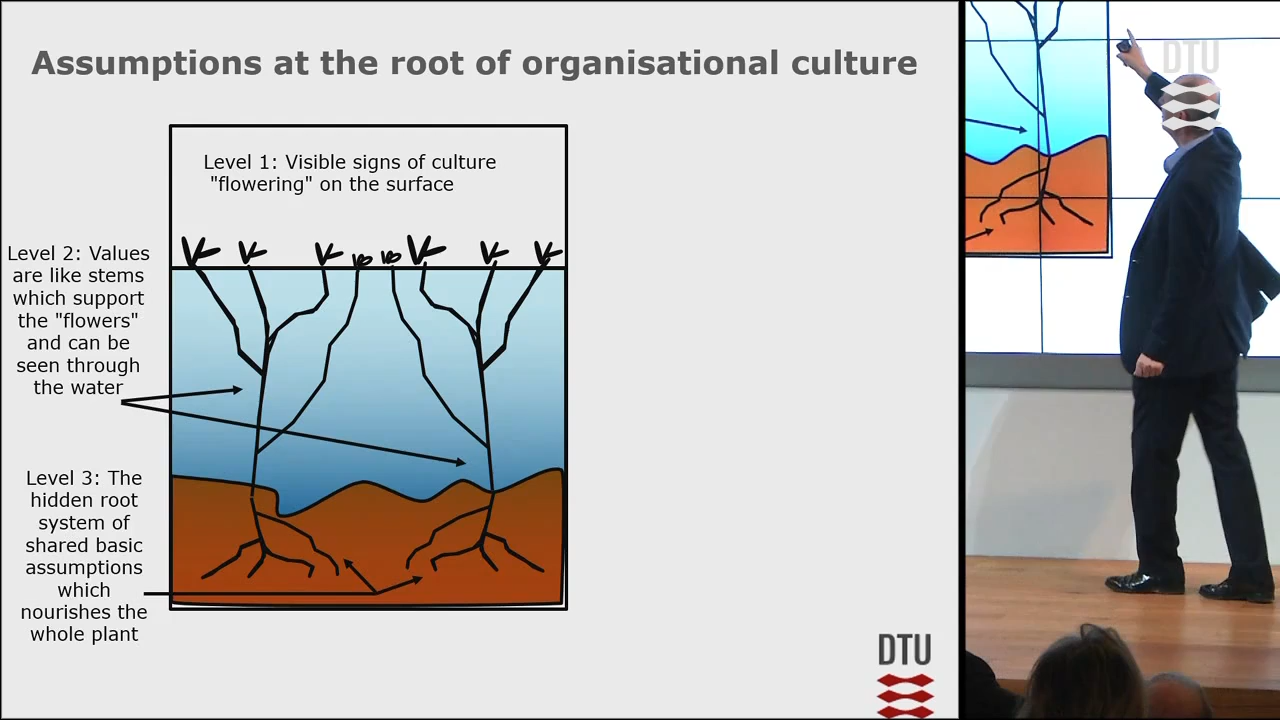 Assumptions at the root of organisational culture
Level 1: Visible signs of culture
"flowering" on the surface
Level 2: Values
are like stems
which support
the "flowers"
and can be
seen through
the water
Level 3: The
hidden root
system of
shared basic
assumptions
which
nourishes the
whole plant
DTU
DTU